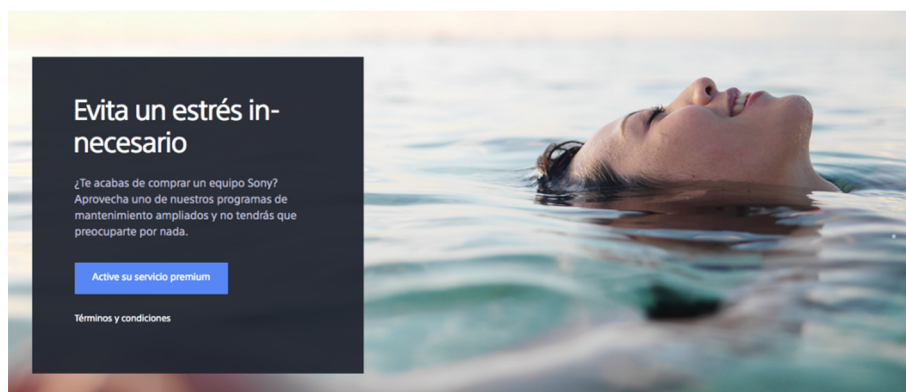 Evita un estrés in-
necesario
¿Te acabas de comprar un equipo Sony?
Aprovecha uno de nuestros programas de
mantenimiento ampliados y no tendrás que
preocuparte por nada.
Active su servicio premium
Términos y condiciones